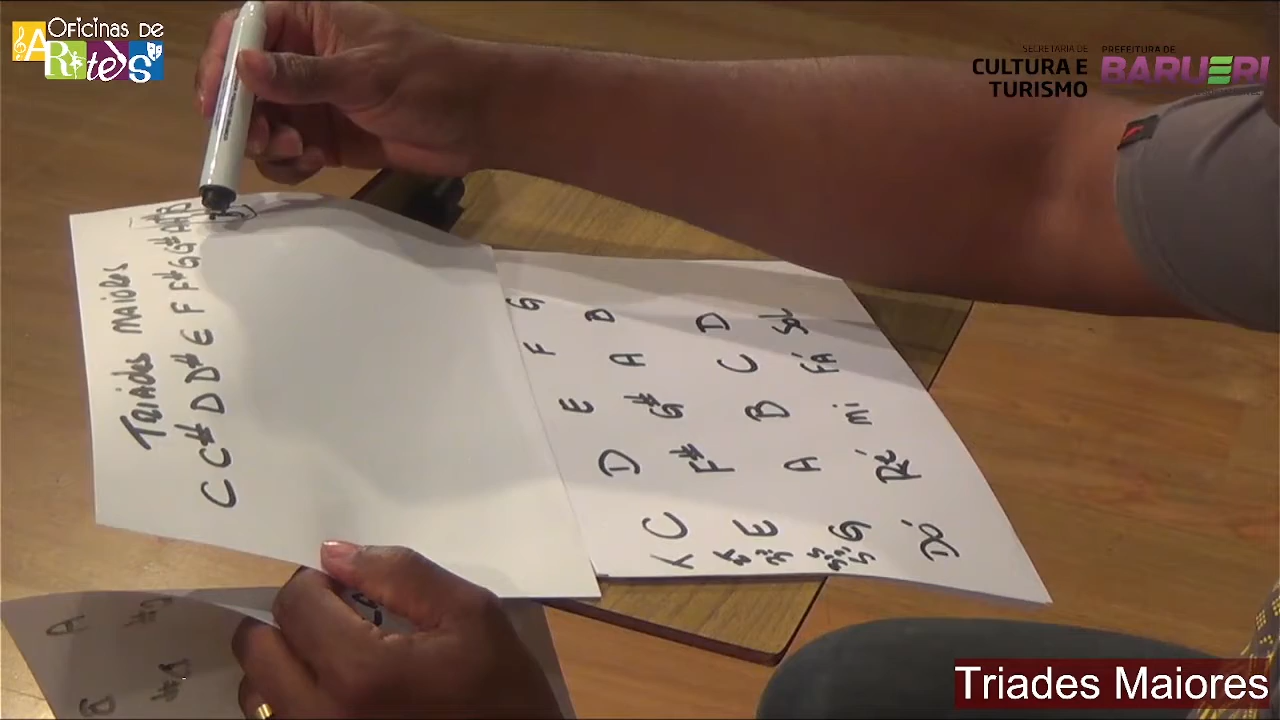 Oficinas de
ARtes
SECRETARIA DE
CULTURA E
TURISMO
PREFEITURA DE
BARUERI
TRIADES MAIORES
C C# D D# E F F# G G# A A# B
C D E F G
E F# G# A B
G A B C D
DÓ RÉ mi FÁ Sol
A
B
Triades Maiores